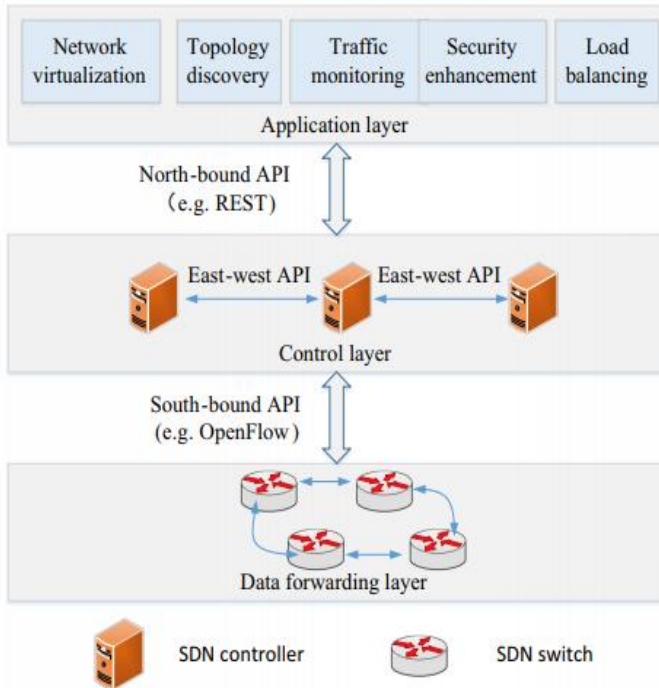 Network Topology Traffic Security Load
virtualization discovery monitoring enhancement balancing
Application layer
North-bound API
（e.g. REST)
East-west API East-west API
Control layer
South-bound API
(e.g. OpenFlow)
Data forwarding layer
SDN controller SDN switch